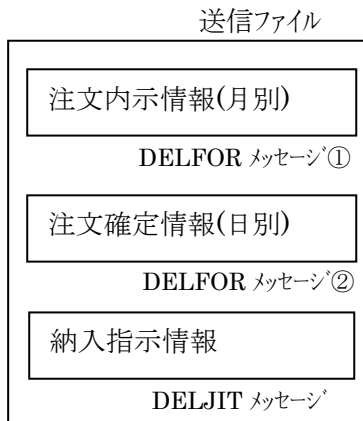 送信ファイル
注文内示情報(月別)
DELFOR メッセージ①
注文確定情報(日別)
DELFOR メッセージ②
納入指示情報
DELJIT メッセージ